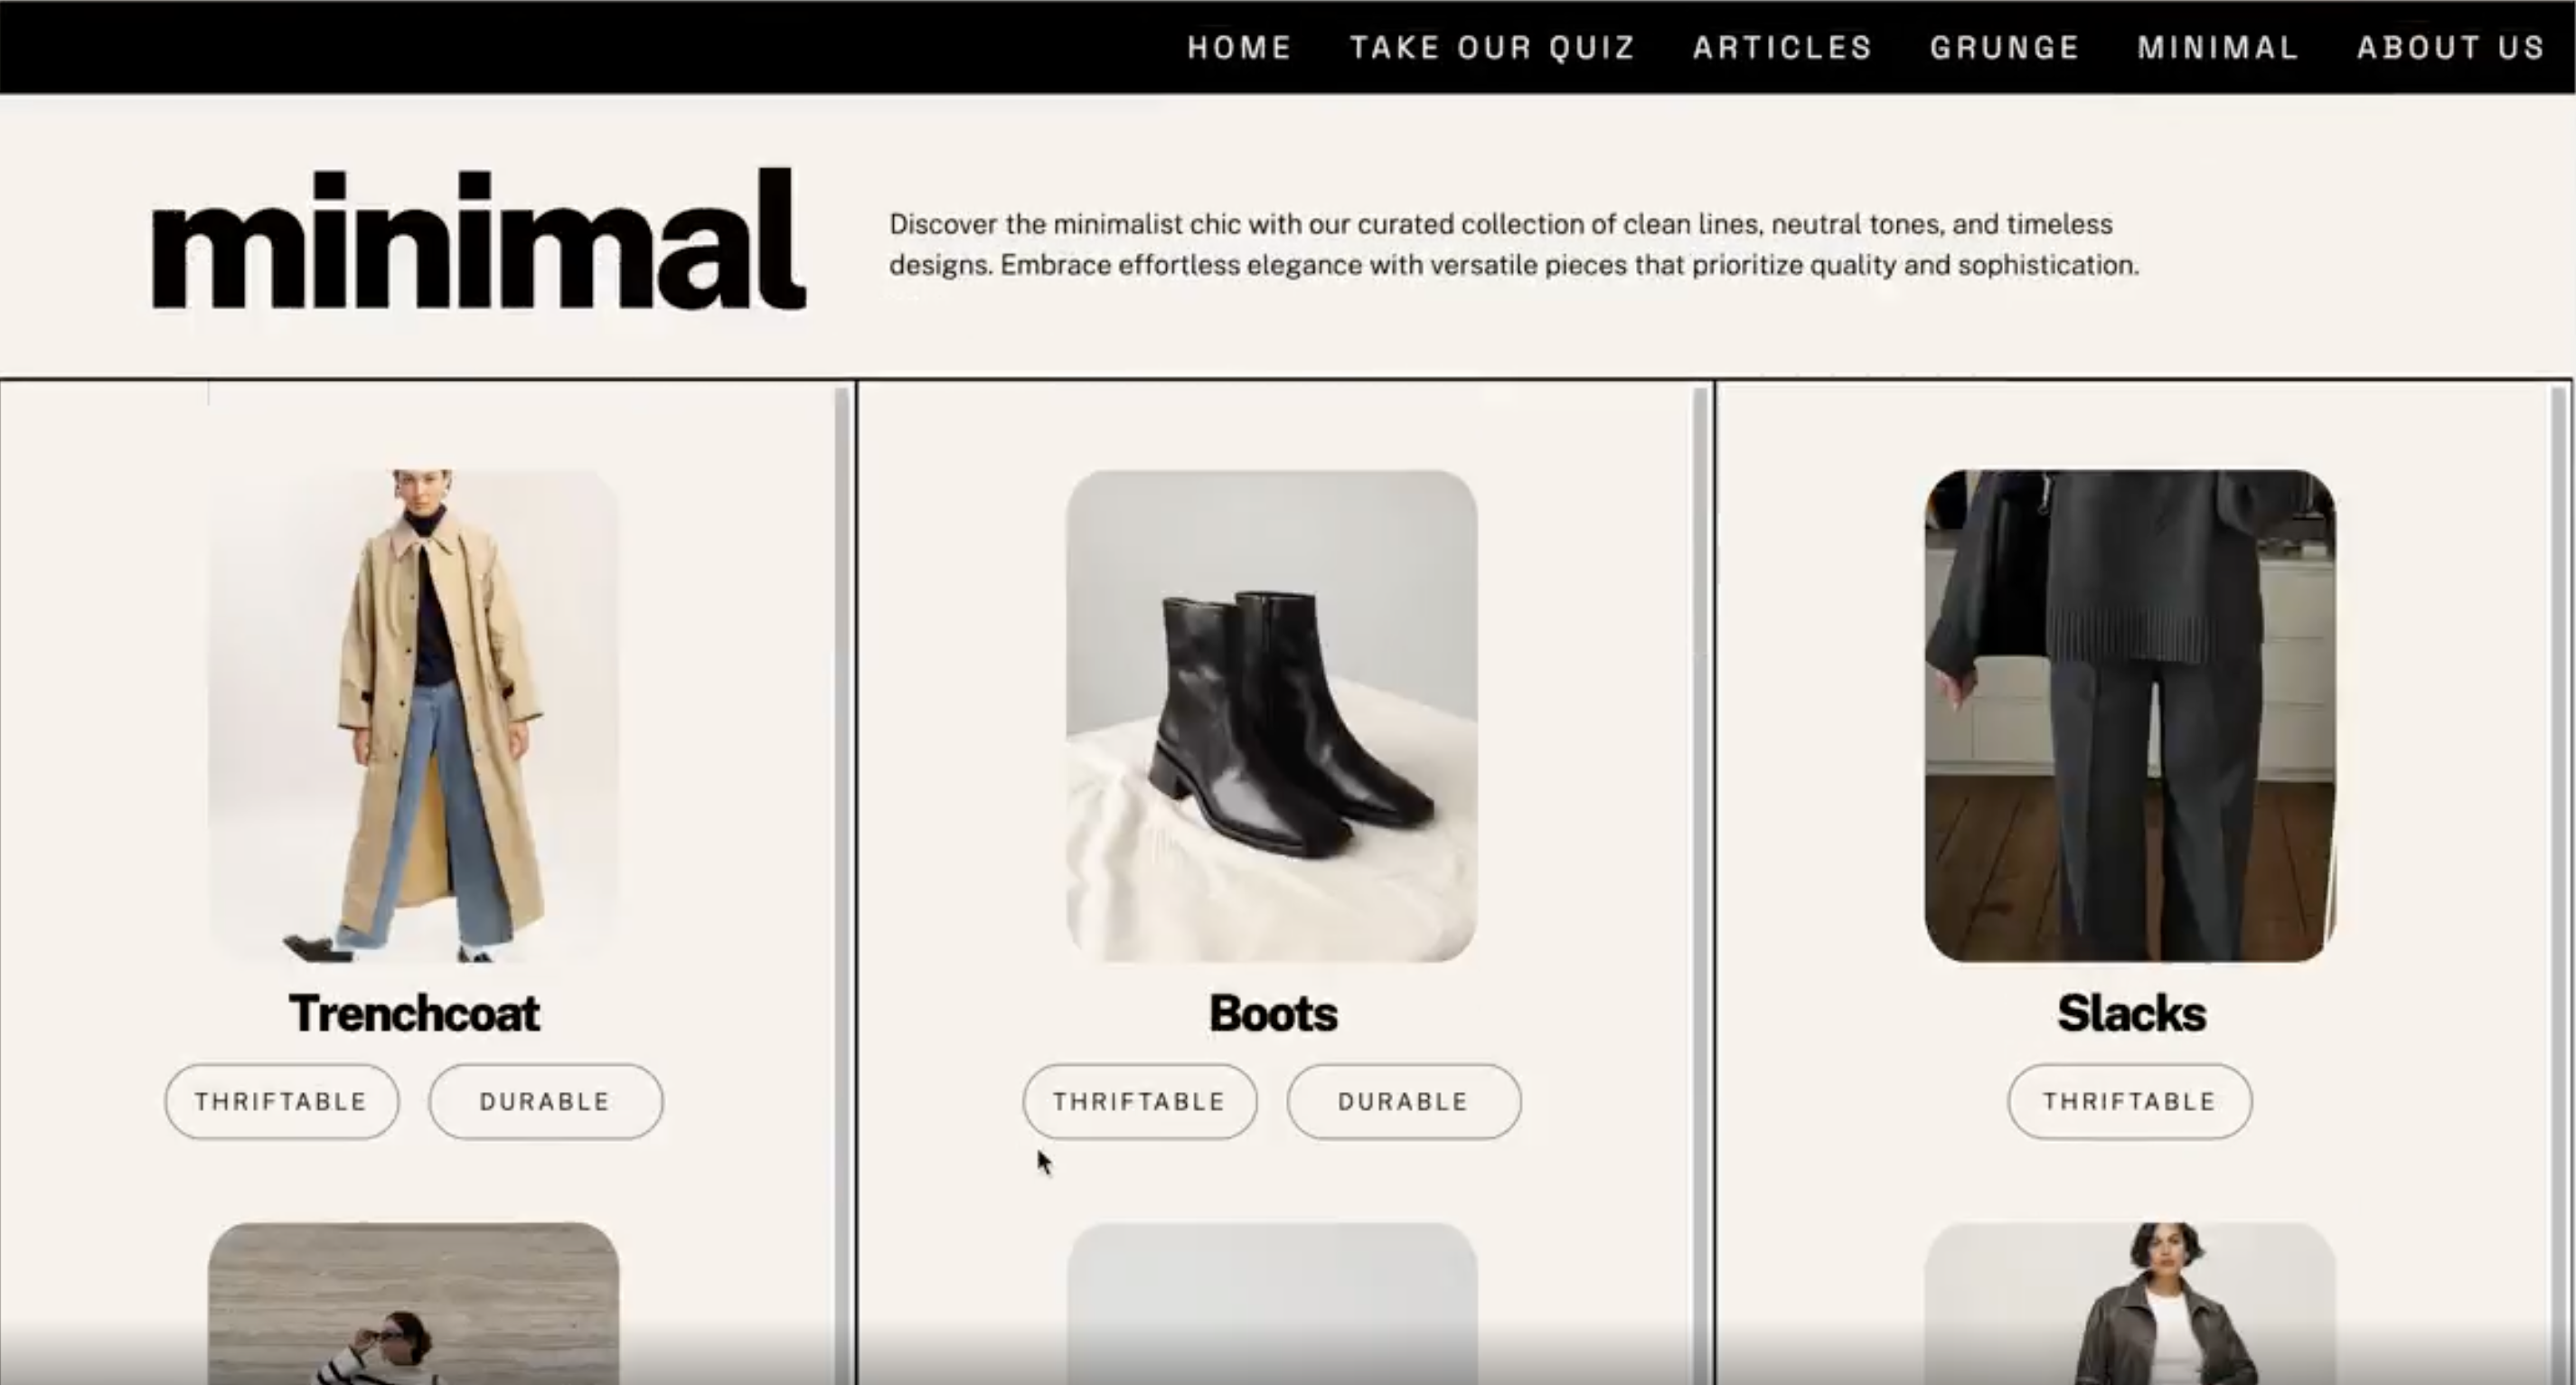 HOME TAKE OUR QUIZ ARTICLES GRUNGE MINIMAL ABOUT US
minimal
Discover the minimalist chic with our curated collection of clean lines, neutral tones, and timeless
designs. Embrace effortless elegance with versatile pieces that prioritize quality and sophistication.
Trenchcoat
THRIFTABLE DURABLE
Boots
THRIFTABLE DURABLE
Slacks
THRIFTABLE